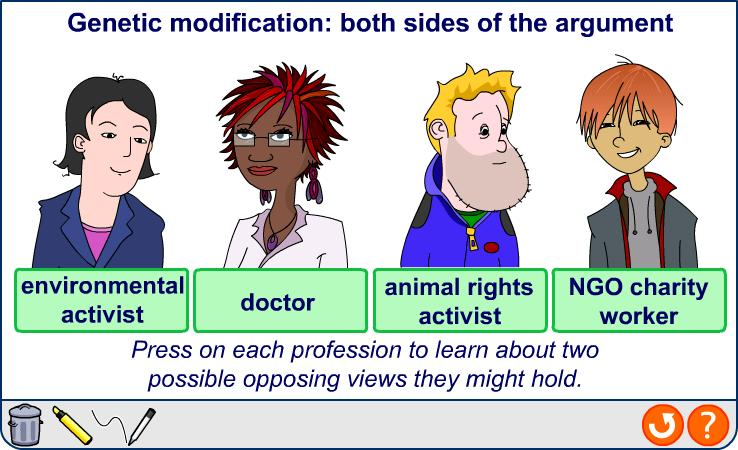 Genetic modification: both sides of the argument
environmental
activist
doctor
animal rights
activist
NGO charity
worker
Press on each profession to learn about two
possible opposing views they might hold.
?